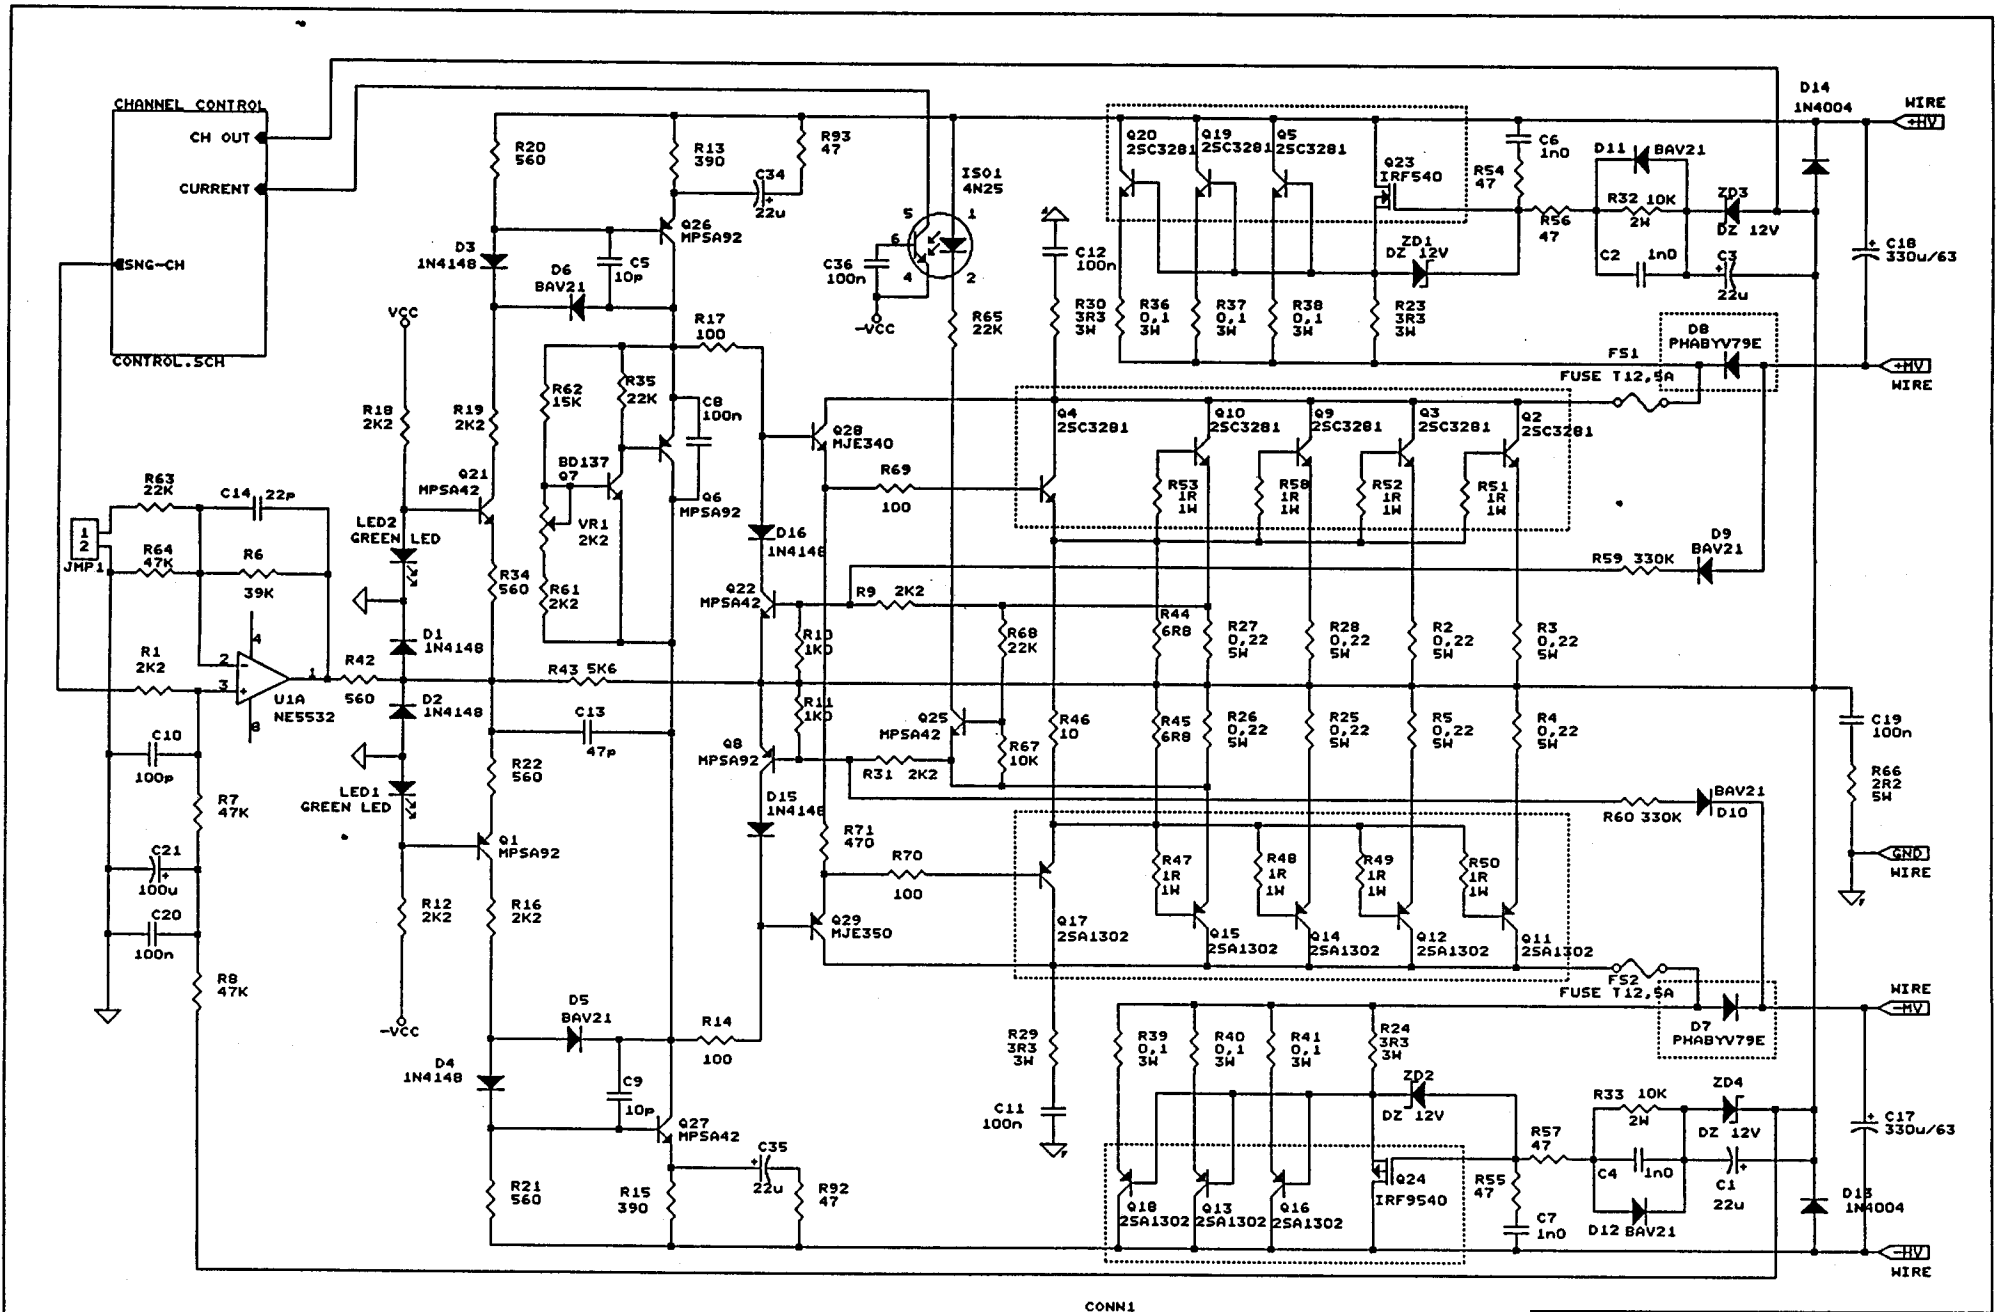 CHANNEL CONTROL
CH OUT
CURRENT
SNG-CH
CONTROL.SCH
D14
1N4004
WIRE
+HV
R20
560
R13
390
R93
47
C34
22u
+
ISO1
4N25
5
1
6
4
2
Q26
MPSA92
D3
1N4148
D6
BAV21
C5
10p
C36
100n
-VCC
R65
22K
Q20
2SC3281
Q19
2SC3281
Q5
2SC3281
Q23
IRF540
C6
1n0
R54
47
R56
47
D11
BAV21
R32 10K
2W
ZD3
DZ 12V
C2
1n0
C3
+
22u
C18
330u/63
+
C12
100n
ZD1
DZ 12V
R30
3R3
3W
R36
0,1
3W
R37
0,1
3W
R38
0,1
3W
R23
3R3
3W
D8
PHABYV79E
FS1
FUSE T12,5A
+MV
WIRE
VCC
R17
100
R62
15K
R35
22K
C8
100n
R18
2K2
R19
2K2
Q28
MJE340
Q4
2SC3281
Q10
2SC3281
Q9
2SC3281
Q3
2SC3281
Q2
2SC3281
R63
22K
C14
22p
Q21
MPSA42
BD137
Q7
Q6
MPSA92
R69
100
R53
1R
1W
R58
1R
1W
R52
1R
1W
R51
1R
1W
1
2
JMP1
R64
47K
R6
39K
LED2
GREEN LED
VR1
2K2
D16
1N4148
D9
BAV21
R59 330K
R34
560
R61
2K2
Q22
MPSA42
R9
2K2
R10
1K0
R68
22K
R44
6R8
R27
0,22
5W
R28
0,22
5W
R2
0,22
5W
R3
0,22
5W
R1
2K2
4
2
3
-
+
1
8
U1A
NE5532
R42
560
D1
1N4148
D2
1N4148
R43 5K6
R11
1K0
C13
47p
Q25
MPSA42
R46
10
R45
6R8
R26
0,22
5W
R25
0,22
5W
R5
0,22
5W
R4
0,22
5W
C19
100n
C10
100p
Q8
MPSA92
R67
10K
R31 2K2
R22
560
LED1
GREEN LED
R7
47K
D15
1N4148
BAV21
D10
R60 330K
R66
2R2
5W
GND
WIRE
Q1
MPSA92
R71
470
R70
100
R47
1R
1W
R48
1R
1W
R49
1R
1W
R50
1R
1W
C21
+
100u
C20
100n
R12
2K2
R16
2K2
Q29
MJE350
Q17
2SA1302
Q15
2SA1302
Q14
2SA1302
Q12
2SA1302
Q11
2SA1302
R8
47K
-VCC
D5
BAV21
R14
100
FS2
FUSE T12,5A
WIRE
-MV
D7
PHABYV79E
R29
3R3
3W
R39
0,1
3W
R40
0,1
3W
R41
0,1
3W
R24
3R3
3W
D4
1N4148
C9
10p
Q27
MPSA42
C11
100n
ZD2
DZ 12V
R33 10K
2W
ZD4
DZ 12V
C17
330u/63
+
R21
560
R15
390
C35
+
22u
R92
47
Q18
2SA1302
Q13
2SA1302
Q16
2SA1302
Q24
IRF9540
R57
47
R55
47
C7
1n0
C4
1n0
C1
+
22u
D12 BAV21
D13
1N4004
-HV
WIRE
CONN1